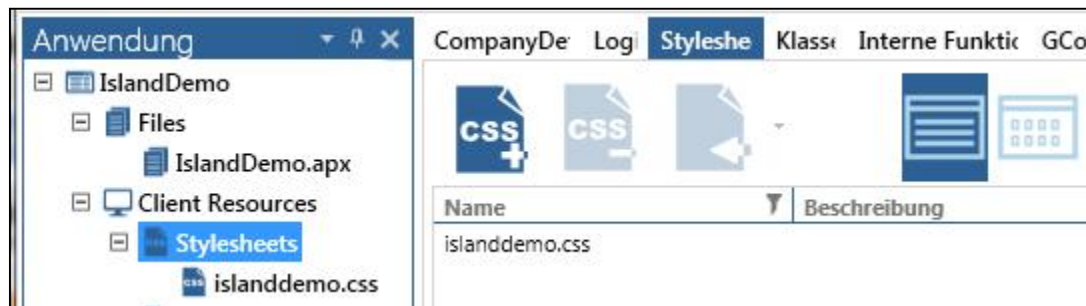 Anwendung
IslandDemo
Files
IslandDemo.apx
Client Resources
Stylesheets
islanddemo.css
CompanyDe Logi Styleshe Klasse Interne Funktic GCo
CSS CSS
Name Beschreibung
islanddemo.css